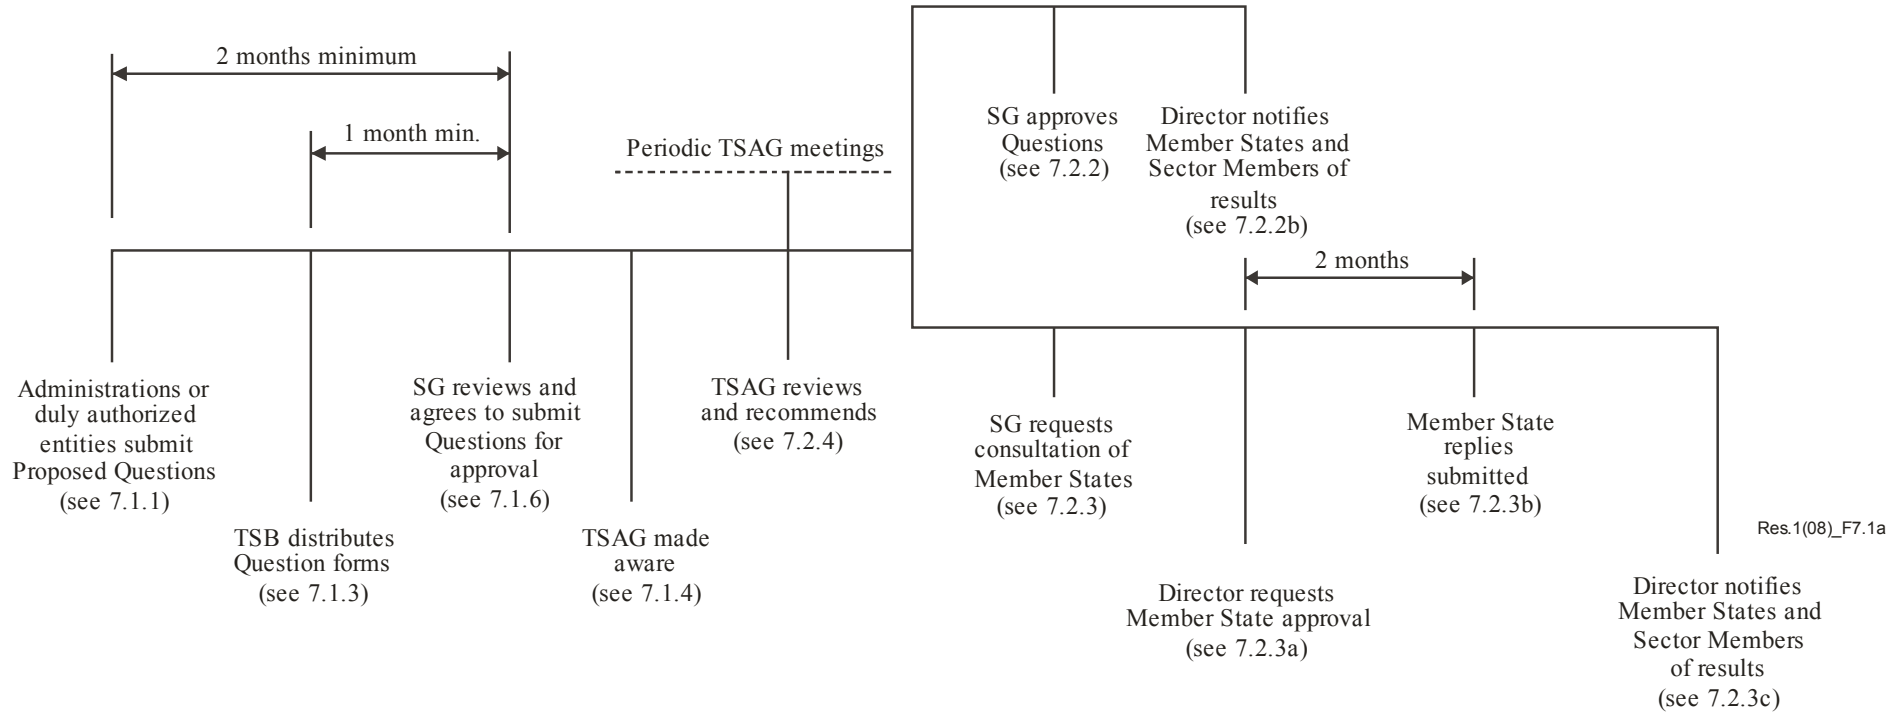 2 months minimum
1 month min.
Periodic TSAG meetings
SG approves
Questions
(see 7.2.2)
Director notifies
Member States and
Sector Members of
results
(see 7.2.2b)
2 months
Administrations or
duly authorized
entities submit
Proposed Questions
(see 7.1.1)
TSB distributes
Question forms
(see 7.1.3)
SG reviews and
agrees to submit
Questions for
approval
(see 7.1.6)
TSAG made
aware
(see 7.1.4)
TSAG reviews
and recommends
(see 7.2.4)
SG requests
consultation of
Member States
(see 7.2.3)
Director requests
Member State approval
(see 7.2.3a)
Member State
replies
submitted
(see 7.2.3b)
Director notifies
Member States and
Sector Members
of results
(see 7.2.3c)
Res.1(08)_F7.1a